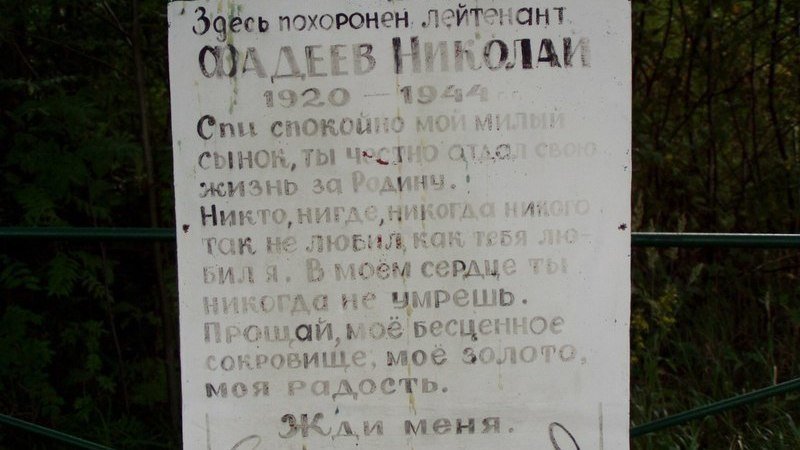 Здесь похоронен лейтенант
Фадеев Николай
1920 — 1944
Спи спокойно мой милый
сынок, ты честно отдал свою
жизнь за Родину.
Никто, нигде, никогда никого
так не любил, как тебя лю-
бил я. В моем сердце ты
никогда не умрешь.
Прощай, моё бесценное
сокровище, моё золото,
моя радость.
Жди меня.